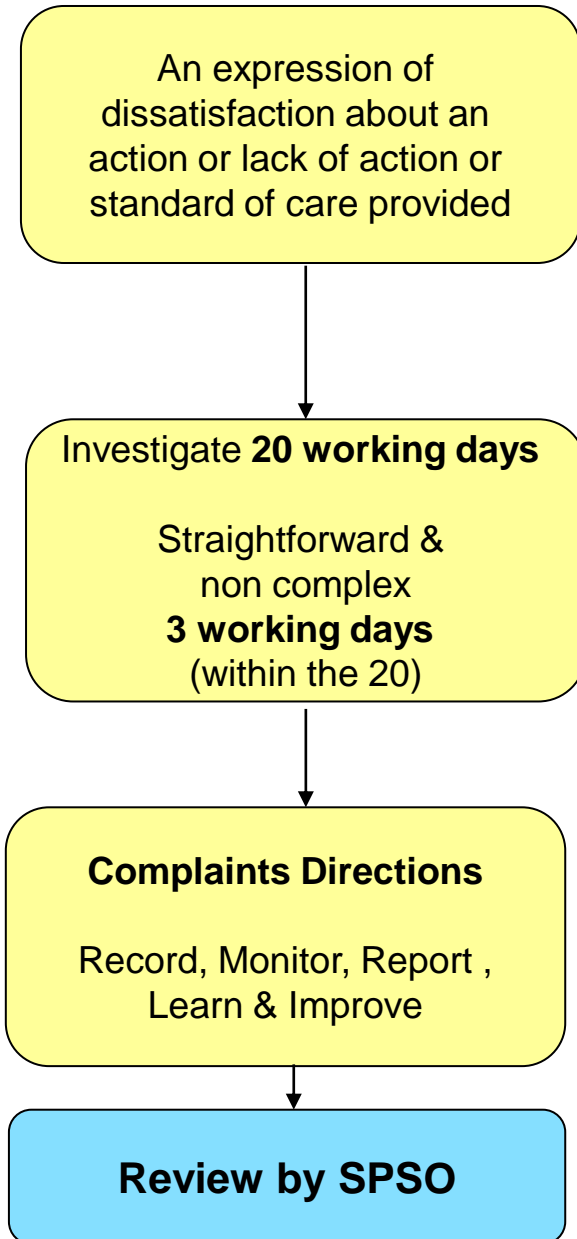 An expression of
dissatisfaction about an
action or lack of action or
standard of care provided
Investigate 20 working days
Straightforward &
non complex
3 working days
(within the 20)
Complaints Directions
Record, Monitor, Report ,
Learn & Improve
Review by SPSO